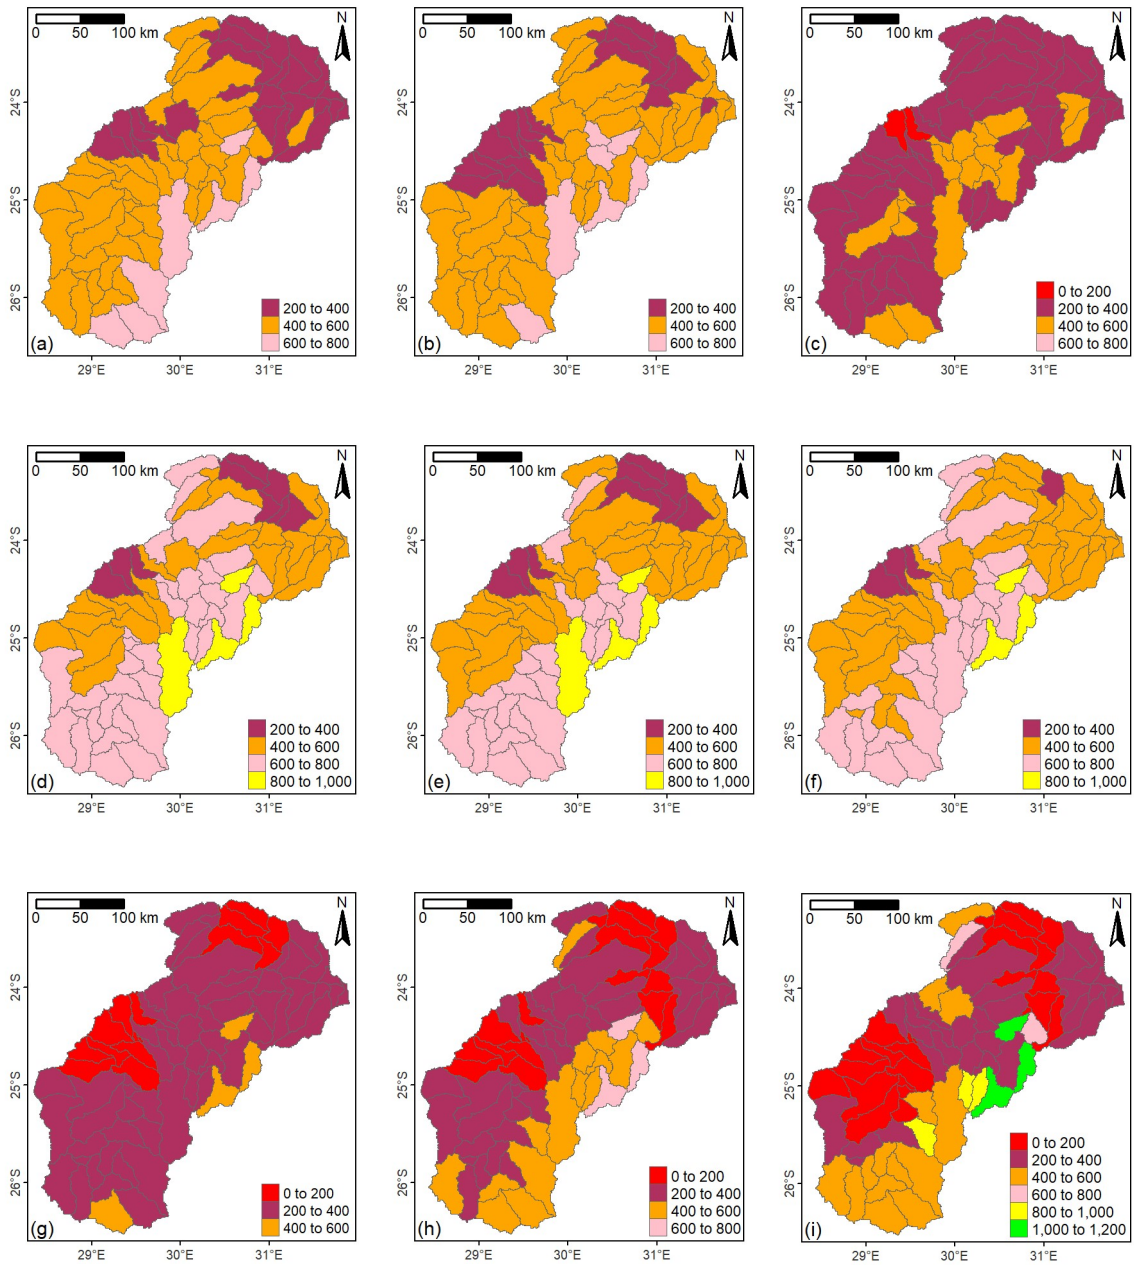 N N N
0 50 100 km 0 50 100 km 0 50 100 km
24°S 24°S 24°S
25°S 25°S 25°S
26°S 26°S 26°S
200 to 400 200 to 400 0 to 200
400 to 600 400 to 600 200 to 400
600 to 800 600 to 800 400 to 600
600 to 800
(a) (b) (c)
29°E 30°E 31°E 29°E 30°E 31°E 29°E 30°E 31°E
N N N
0 50 100 km 0 50 100 km 0 50 100 km
24°S 24°S 24°S
25°S 25°S 25°S
26°S 26°S 26°S
200 to 400 200 to 400 200 to 400
400 to 600 400 to 600 400 to 600
600 to 800 600 to 800 600 to 800
800 to 1,000 800 to 1,000 800 to 1,000
(d) (e) (f)
29°E 30°E 31°E 29°E 30°E 31°E 29°E 30°E 31°E
N N N
0 50 100 km 0 50 100 km 0 50 100 km
24°S 24°S 24°S
25°S 25°S 25°S
26°S 26°S 26°S
0 to 200 0 to 200 0 to 200
200 to 400 200 to 400 200 to 400
400 to 600 400 to 600 400 to 600
600 to 800 600 to 800
800 to 1,000
1,000 to 1,200
(g) (h) (i)
29°E 30°E 31°E 29°E 30°E 31°E 29°E 30°E 31°E